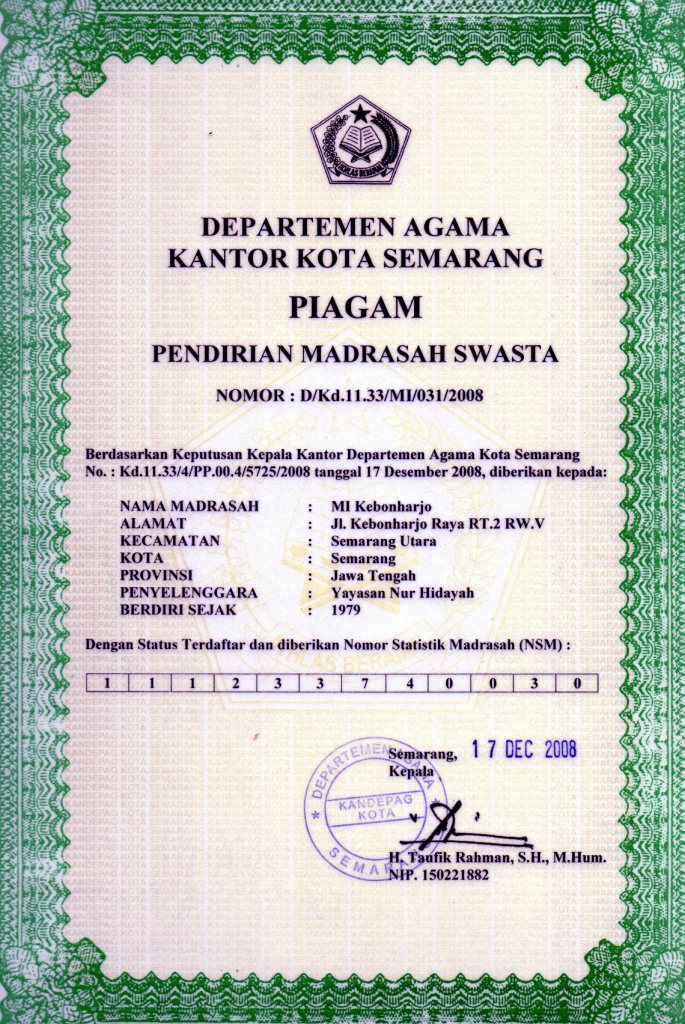 IKHLAS BERAMAL
DEPARTEMEN AGAMA
KANTOR KOTA SEMARANG
PIAGAM
PENDIRIAN MADRASAH SWASTA
NOMOR : D/Kd.11.33/MI/031/2008
Berdasarkan Keputusan Kepala Kantor Departemen Agama Kota Semarang
No. : Kd.11.33/4/PP.00.4/5725/2008 tanggal 17 Desember 2008, diberikan kepada:
NAMA MADRASAH : MI Kebonharjo
ALAMAT : Jl. Kebonharjo Raya RT.2 RW.V
KECAMATAN : Semarang Utara
KOTA : Semarang
PROVINSI : Jawa Tengah
PENYELENGGARA : Yayasan Nur Hidayah
BERDIRI SEJAK : 1979
Dengan Status Terdaftar dan diberikan Nomor Statistik Madrasah (NSM) :
1 1 1 2 3 3 7 4 0 0 3 0
Semarang, 17 DEC 2008
Kepala
DEPARTEMEN AGAMA
KANDEPAG
KOTA
SEMARANG
H. Taufik Rahman, S.H., M.Hum.
NIP. 150221882